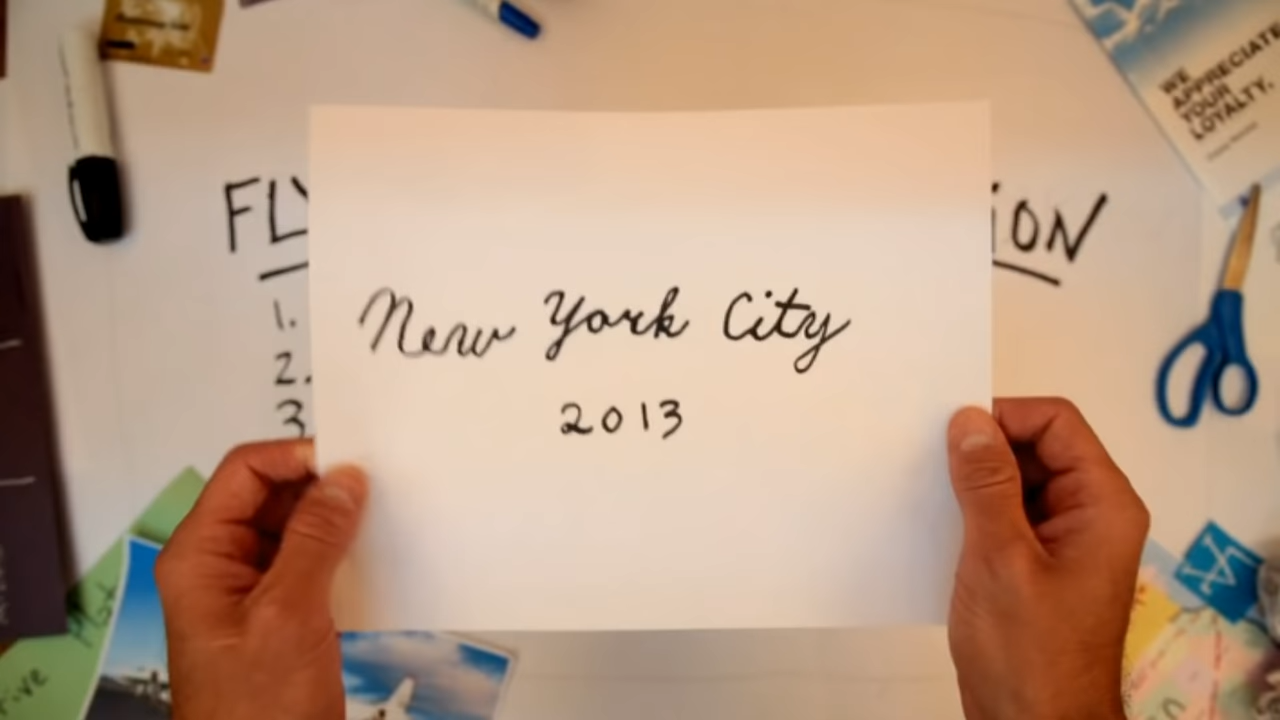 WE
APPRECIATE
YOUR
LOYALTY.
FLY
ION
1.
2.
3
New York City
2013